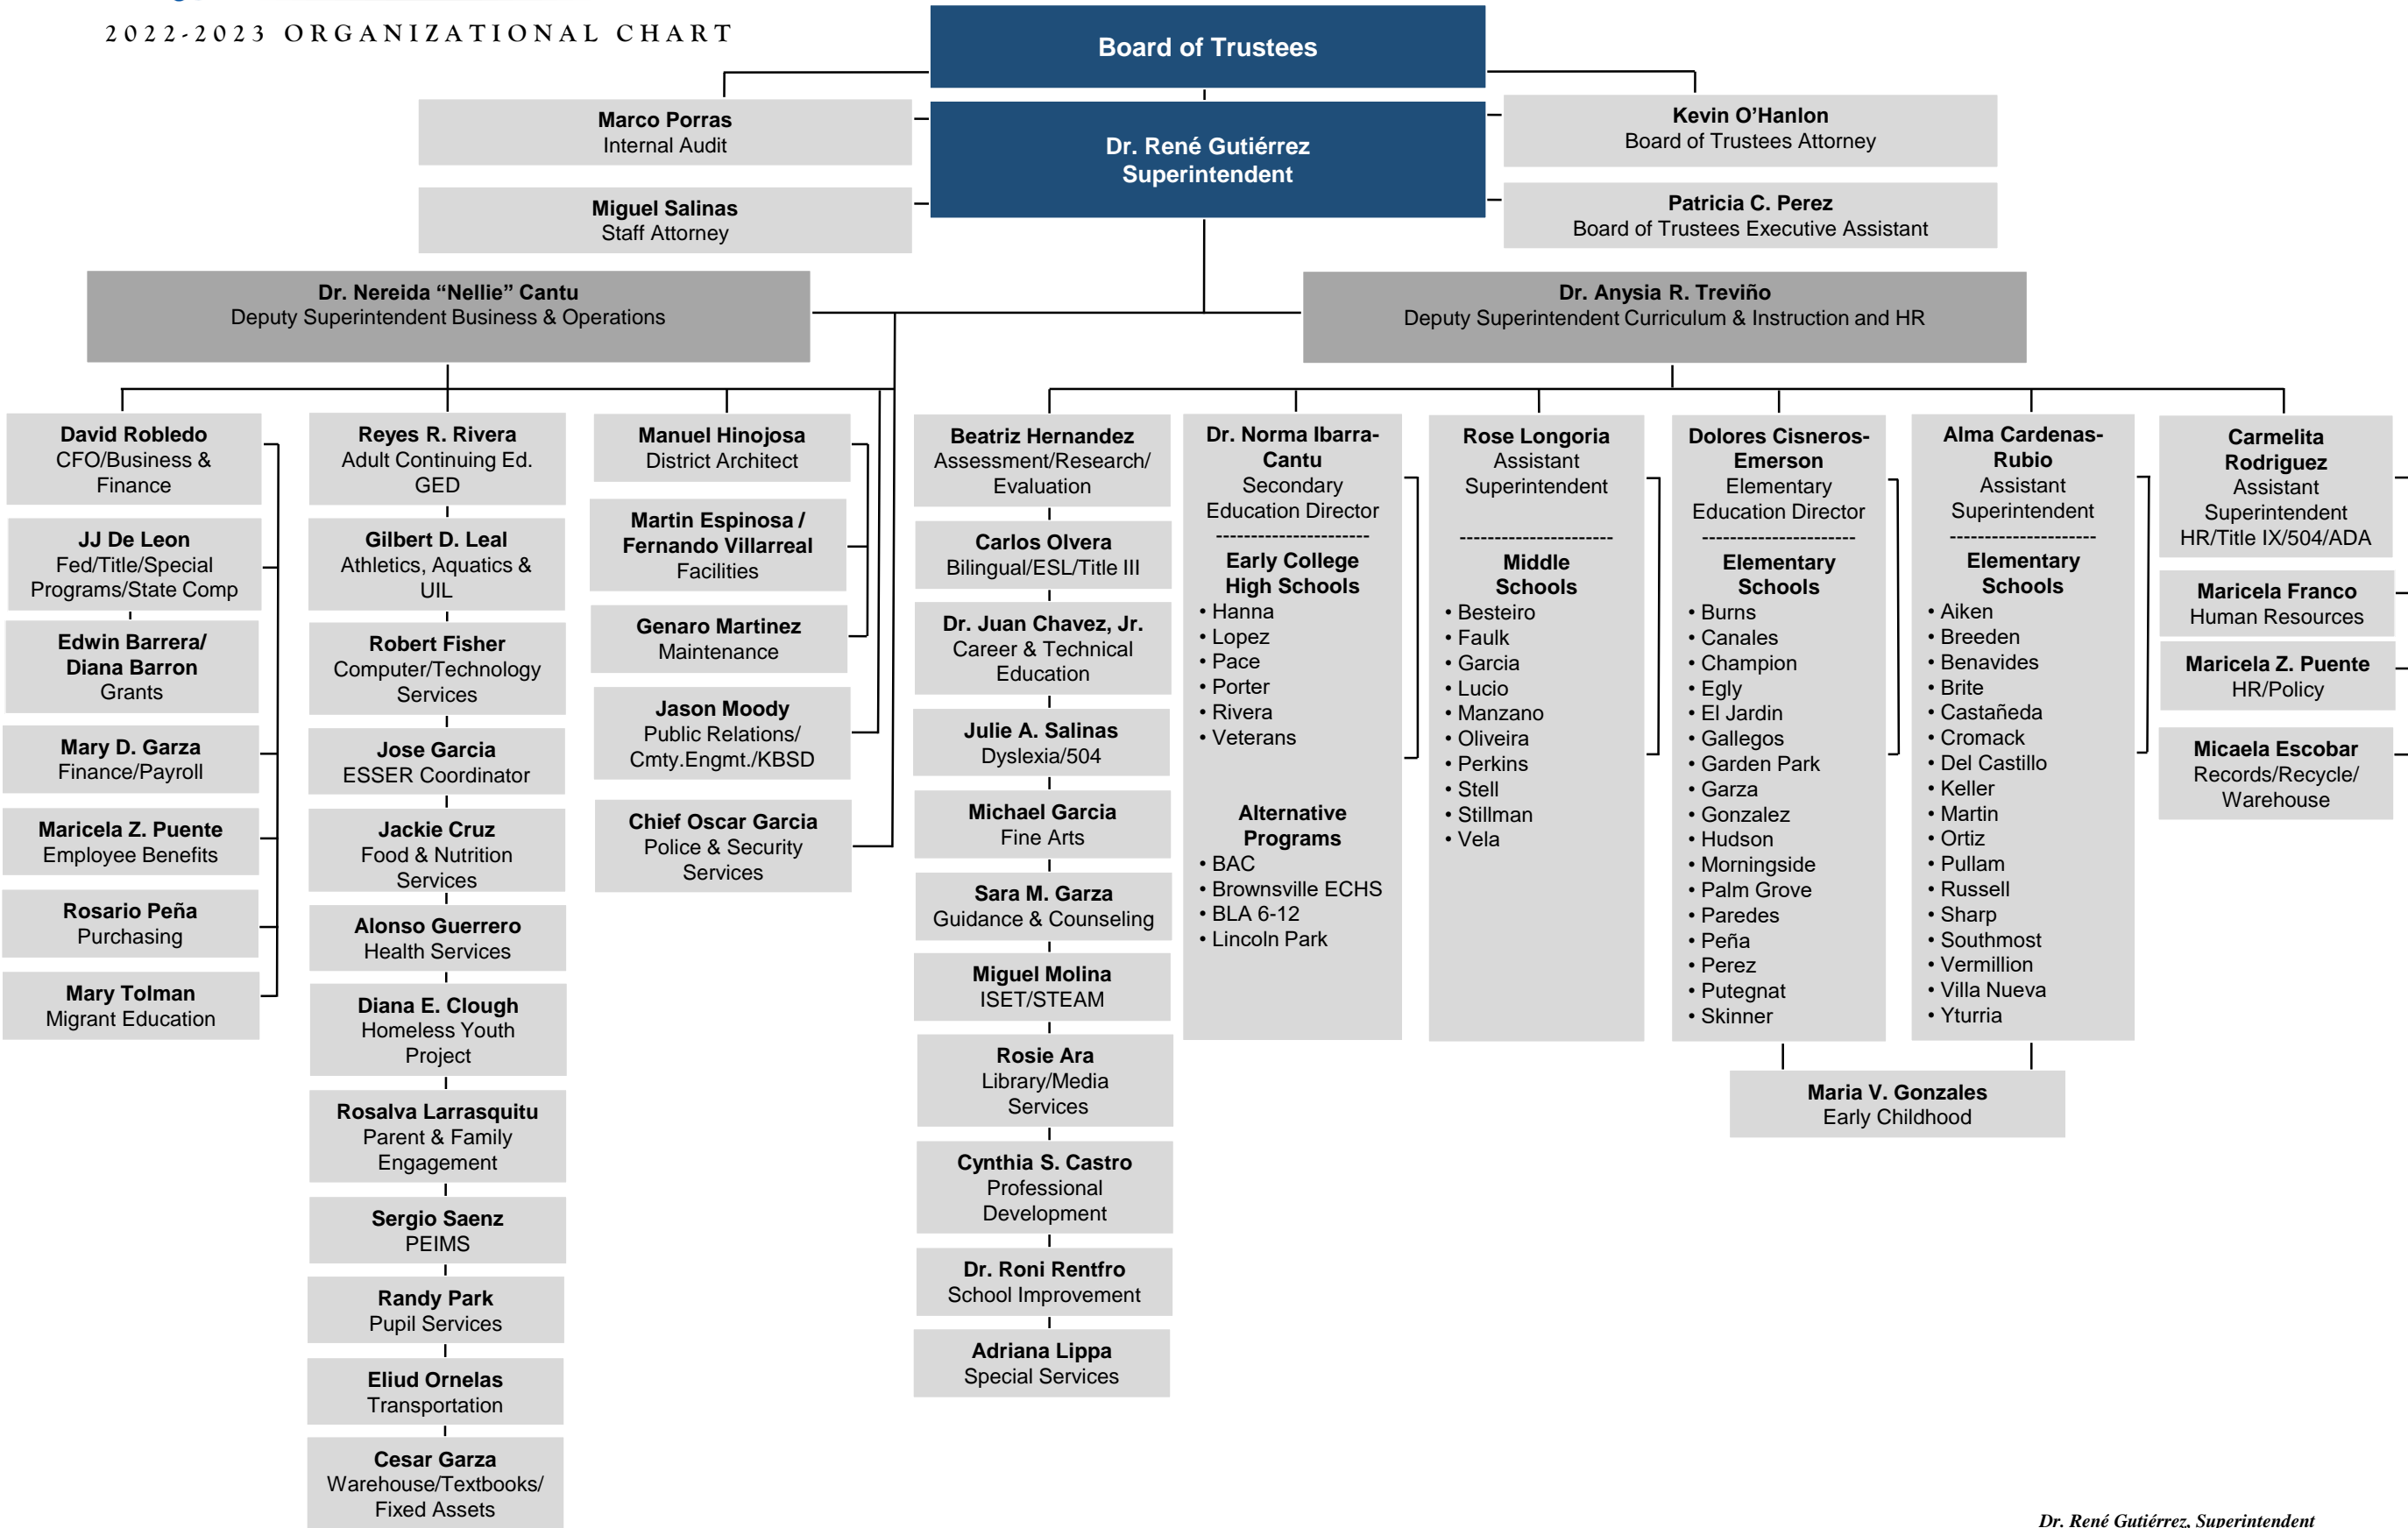 2022-2023 ORGANIZATIONAL CHART
Board of Trustees
Marco Porras
Internal Audit
Dr. René Gutiérrez
Superintendent
Kevin O’Hanlon
Board of Trustees Attorney
Miguel Salinas
Staff Attorney
Patricia C. Perez
Board of Trustees Executive Assistant
Dr. Nereida “Nellie” Cantu
Deputy Superintendent Business & Operations
Dr. Anysia R. Treviño
Deputy Superintendent Curriculum & Instruction and HR
David Robledo
CFO/Business &
Finance
JJ De Leon
Fed/Title/Special
Programs/State Comp
Edwin Barrera/
Diana Barron
Grants
Mary D. Garza
Finance/Payroll
Maricela Z. Puente
Employee Benefits
Rosario Peña
Purchasing
Mary Tolman
Migrant Education
Reyes R. Rivera
Adult Continuing Ed.
GED
Gilbert D. Leal
Athletics, Aquatics &
UIL
Robert Fisher
Computer/Technology
Services
Jose Garcia
ESSER Coordinator
Jackie Cruz
Food & Nutrition
Services
Alonso Guerrero
Health Services
Diana E. Clough
Homeless Youth
Project
Rosalva Larrasquitu
Parent & Family
Engagement
Sergio Saenz
PEIMS
Randy Park
Pupil Services
Eliud Ornelas
Transportation
Cesar Garza
Warehouse/Textbooks/
Fixed Assets
Manuel Hinojosa
District Architect
Martin Espinosa /
Fernando Villarreal
Facilities
Genaro Martinez
Maintenance
Jason Moody
Public Relations/
Cmty.Engmt./KBSD
Chief Oscar Garcia
Police & Security
Services
Beatriz Hernandez
Assessment/Research/
Evaluation
Carlos Olvera
Bilingual/ESL/Title III
Dr. Juan Chavez, Jr.
Career & Technical
Education
Julie A. Salinas
Dyslexia/504
Michael Garcia
Fine Arts
Sara M. Garza
Guidance & Counseling
Miguel Molina
ISET/STEAM
Rosie Ara
Library/Media
Services
Cynthia S. Castro
Professional
Development
Dr. Roni Rentfro
School Improvement
Adriana Lippa
Special Services
Dr. Norma Ibarra-
Cantu
Secondary
Education Director
----------------------
Early College
High Schools
• Hanna
• Lopez
• Pace
• Porter
• Rivera
• Veterans
Alternative
Programs
• BAC
• Brownsville ECHS
• BLA 6-12
• Lincoln Park
Rose Longoria
Assistant
Superintendent
----------------------
Middle
Schools
• Besteiro
• Faulk
• Garcia
• Lucio
• Manzano
• Oliveira
• Perkins
• Stell
• Stillman
• Vela
Dolores Cisneros-
Emerson
Elementary
Education Director
----------------------
Elementary
Schools
• Burns
• Canales
• Champion
• Egly
• El Jardin
• Gallegos
• Garden Park
• Garza
• Gonzalez
• Hudson
• Morningside
• Palm Grove
• Paredes
• Peña
• Perez
• Putegnat
• Skinner
Alma Cardenas-
Rubio
Assistant
Superintendent
---------------------
Elementary
Schools
• Aiken
• Breeden
• Benavides
• Brite
• Castañeda
• Cromack
• Del Castillo
• Keller
• Martin
• Ortiz
• Pullam
• Russell
• Sharp
• Southmost
• Vermillion
• Villa Nueva
• Yturria
Maria V. Gonzales
Early Childhood
Carmelita
Rodriguez
Assistant
Superintendent
HR/Title IX/504/ADA
Maricela Franco
Human Resources
Maricela Z. Puente
HR/Policy
Micaela Escobar
Records/Recycle/
Warehouse
Dr. René Gutiérrez, Superintendent